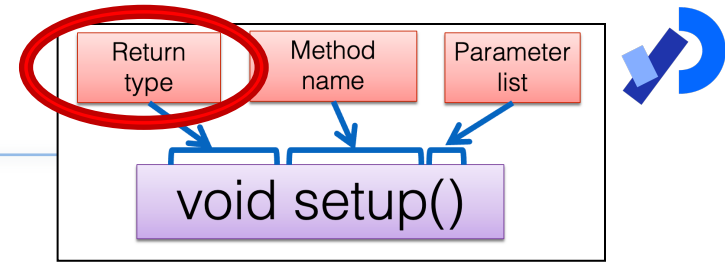 Return
type
Method
name
Parameter
list
void setup()